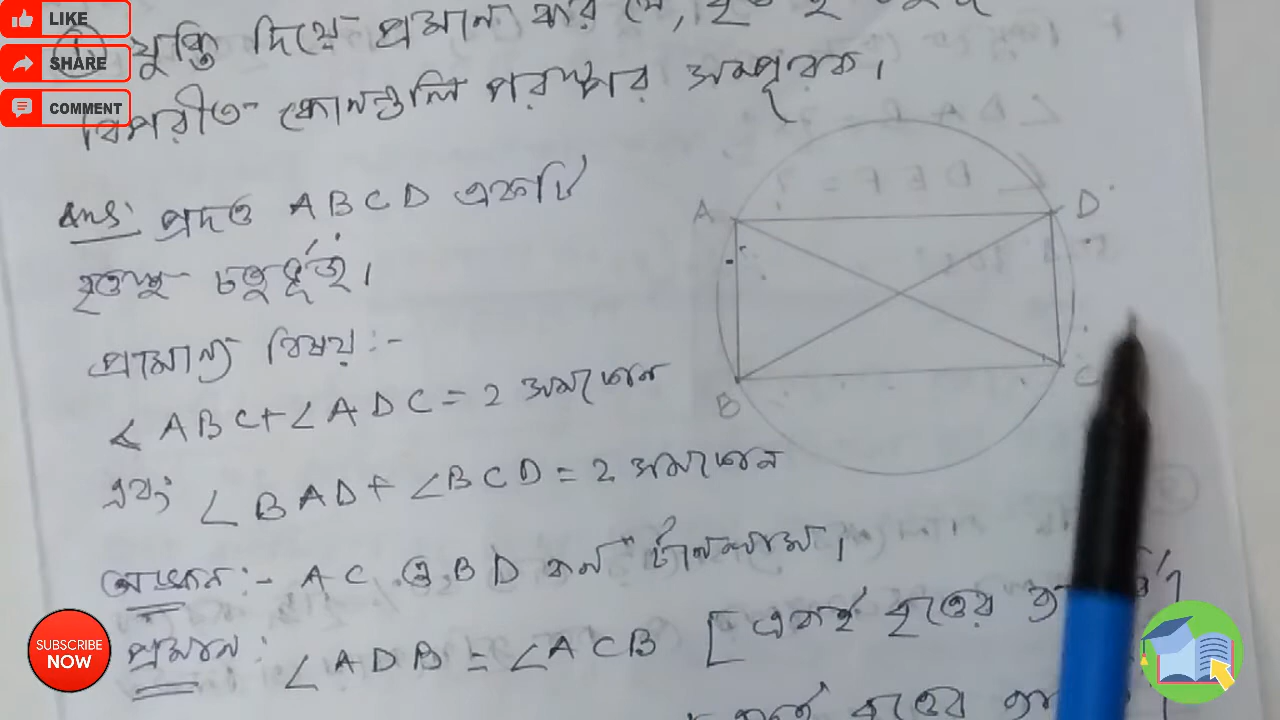 LIKE
SHARE
COMMENT
① যুক্তি দিয়ে প্রমান কর যে,
বিপরীত কোনগুলি পরস্পর সম্পূরক।
Ans: প্রদত্ত ABCD একটি
বৃত্তস্থ চতুর্ভূজ।
প্রামান্য বিষয়:-
∠ABC+∠ADC = 2 সমকোন
এবং ∠BAD+∠BCD = 2 সমকোন
অঙ্কন:- AC ও BD কর্ন টানলাম।
প্রমান: ∠ADB = ∠ACB [একই বৃত্তের
বৃত্তের
A
D
B
C
SUBSCRIBE
NOW